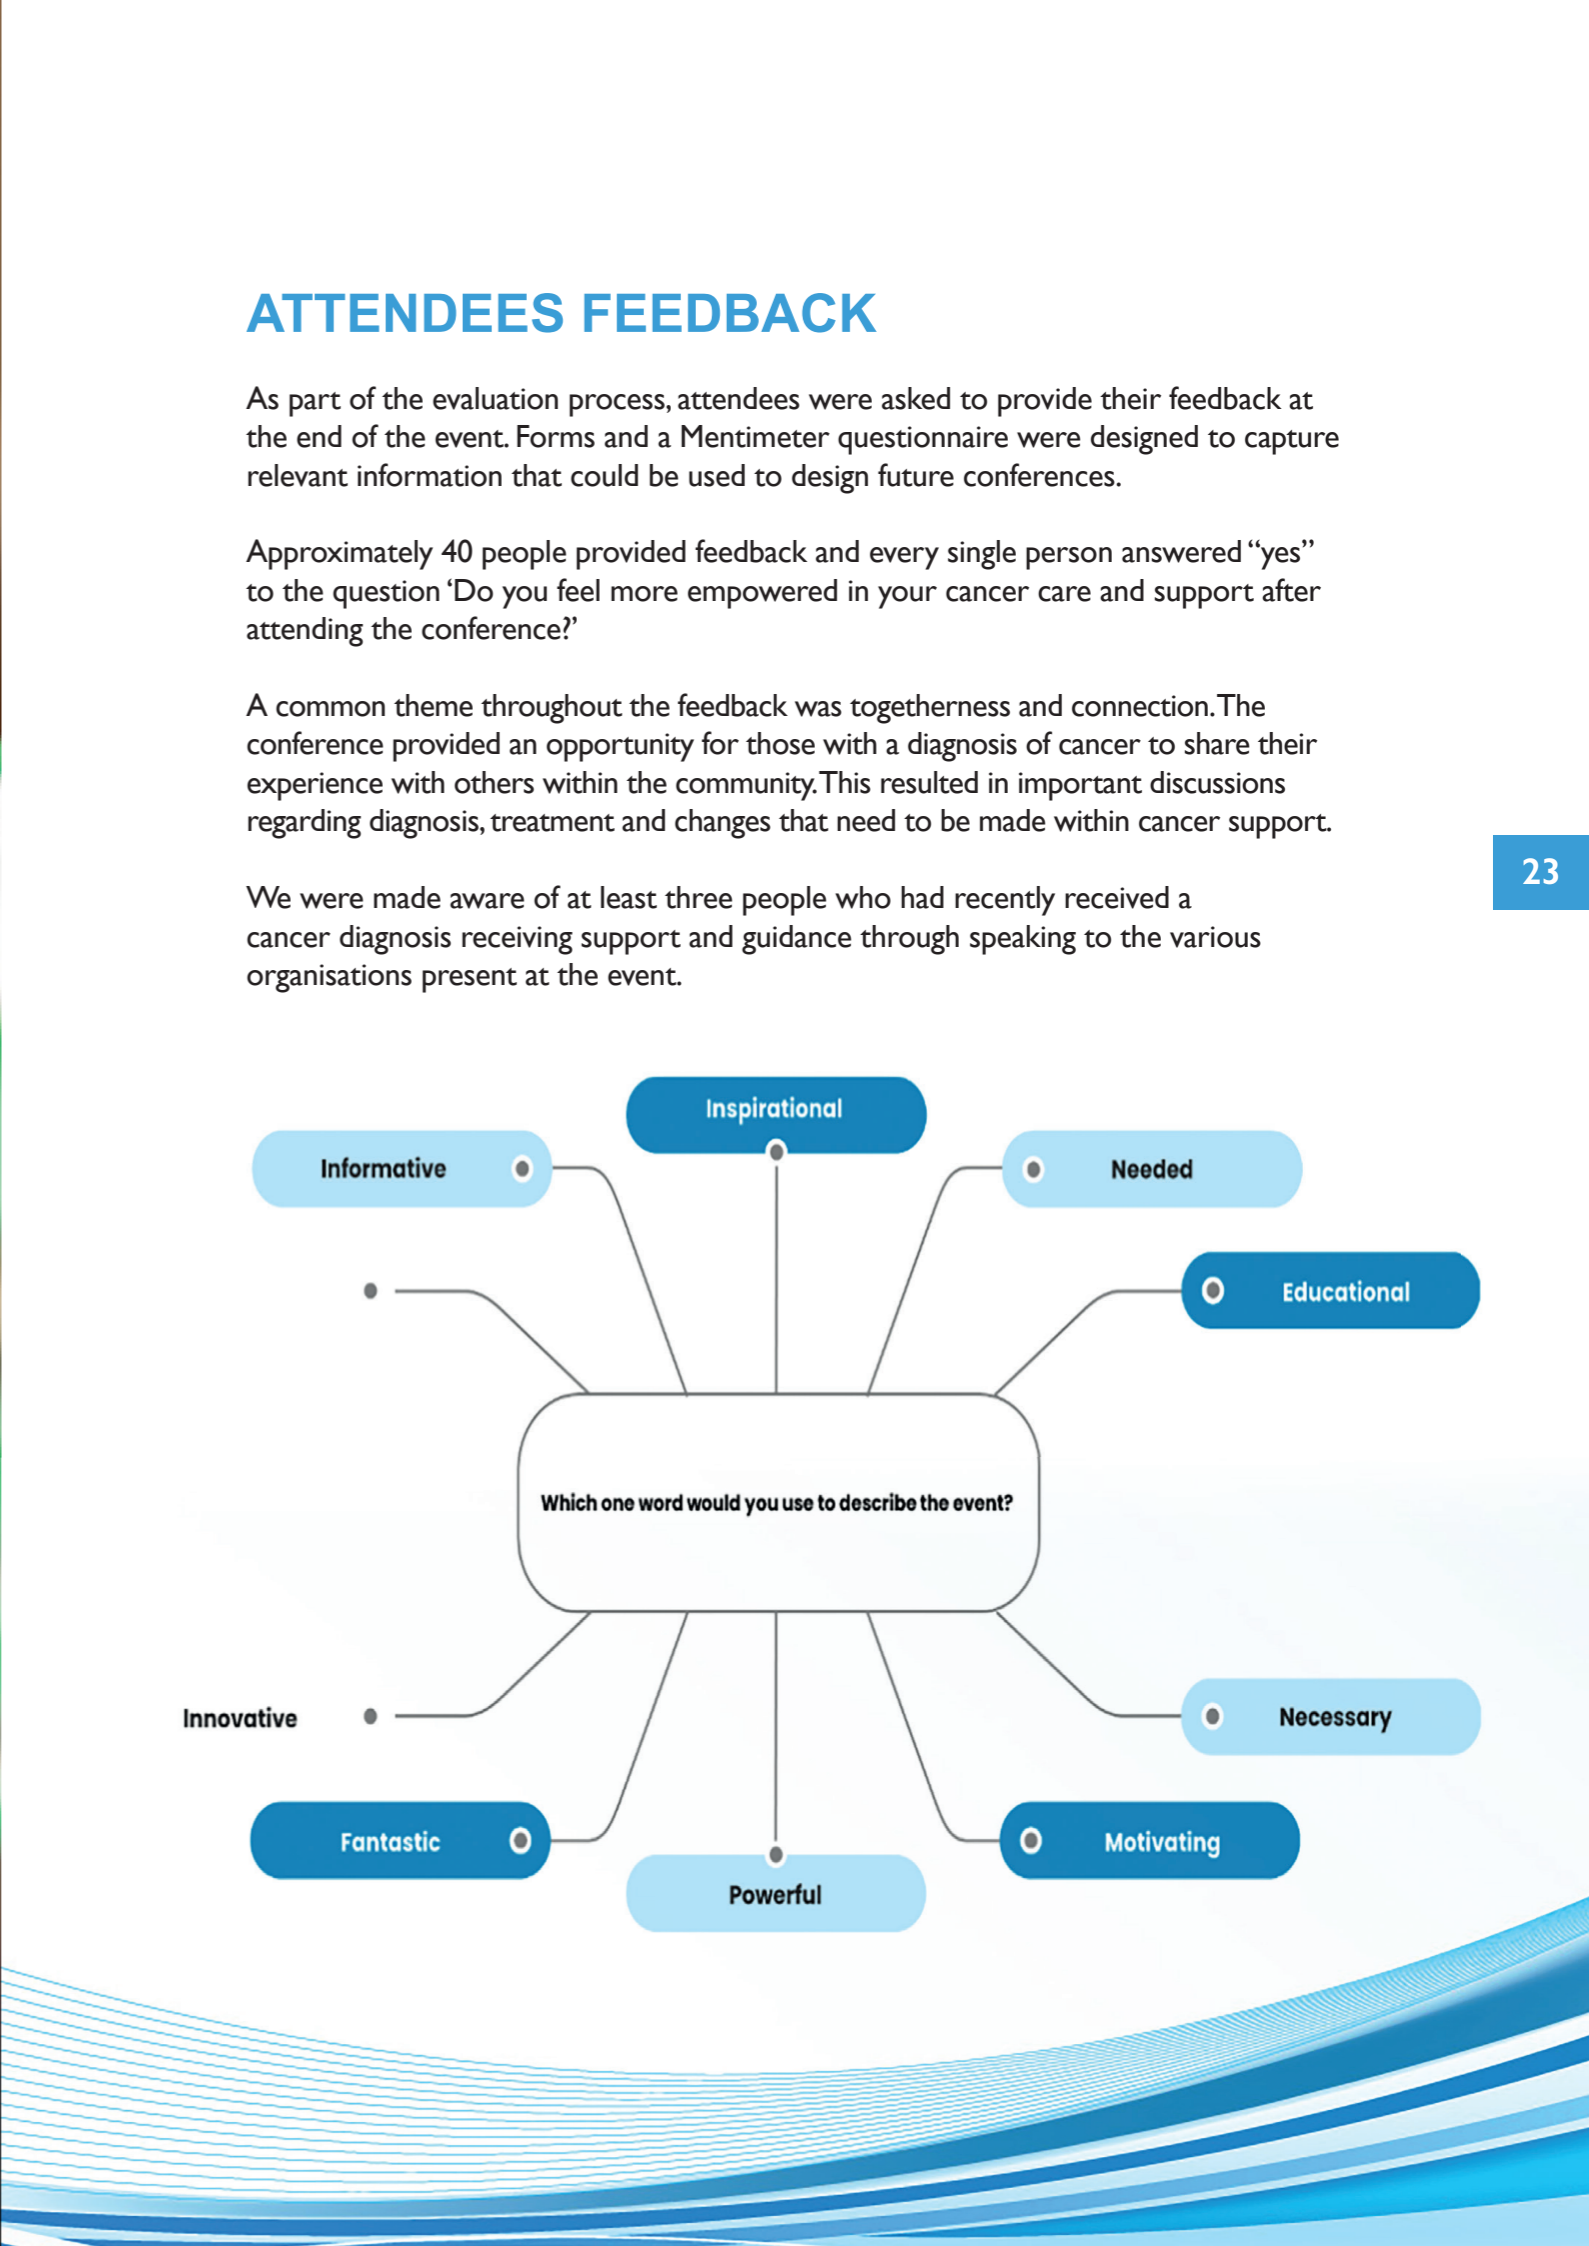 ATTENDEES FEEDBACK
As part of the evaluation process, attendees were asked to provide their feedback at
the end of the event. Forms and a Mentimeter questionnaire were designed to capture
relevant information that could be used to design future conferences.
Approximately 40 people provided feedback and every single person answered “yes”
to the question ‘Do you feel more empowered in your cancer care and support after
attending the conference?’
A common theme throughout the feedback was togetherness and connection. The
conference provided an opportunity for those with a diagnosis of cancer to share their
experience with others within the community. This resulted in important discussions
regarding diagnosis, treatment and changes that need to be made within cancer support.
23
We were made aware of at least three people who had recently received a
cancer diagnosis receiving support and guidance through speaking to the various
organisations present at the event.
Inspirational
Informative
Needed
Educational
Which one word would you use to describe the event?
Innovative
Necessary
Fantastic
Motivating
Powerful